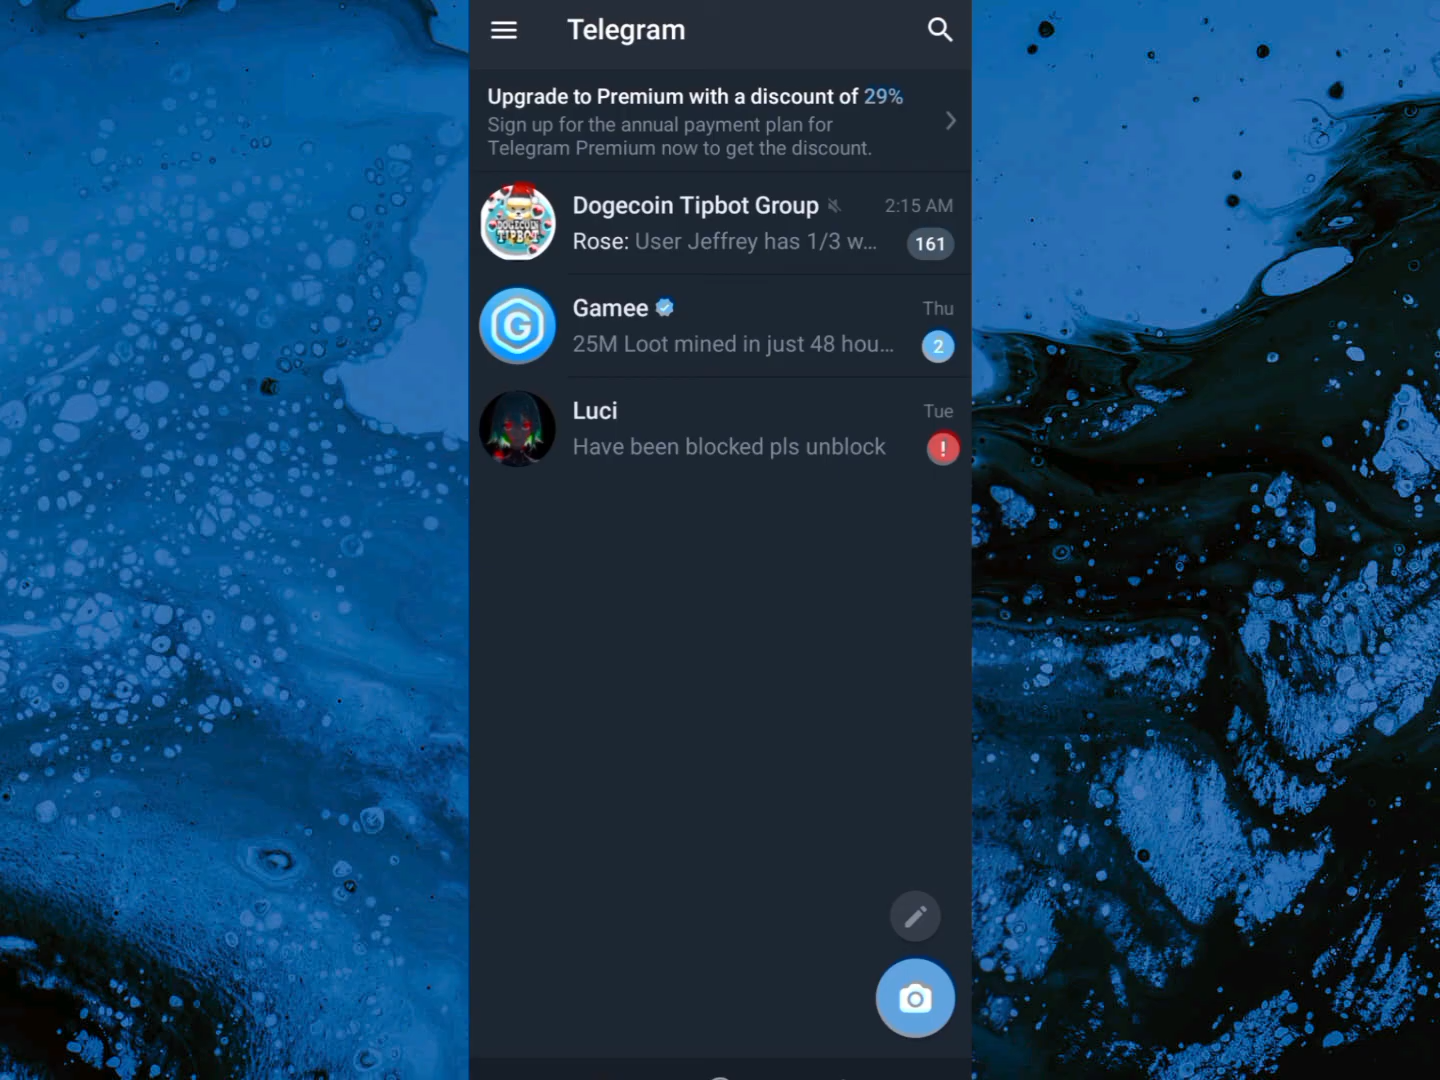 Telegram
Upgrade to Premium with a discount of 29%
Sign up for the annual payment plan for
Telegram Premium now to get the discount.
Dogecoin Tipbot Group 2:15 AM
DOGECOIN
TIPBOT
Rose: User Jeffrey has 1/3 w... 161
Gamee Thu
G
25M Loot mined in just 48 hou... 2
Luci Tue
Have been blocked pls unblock !